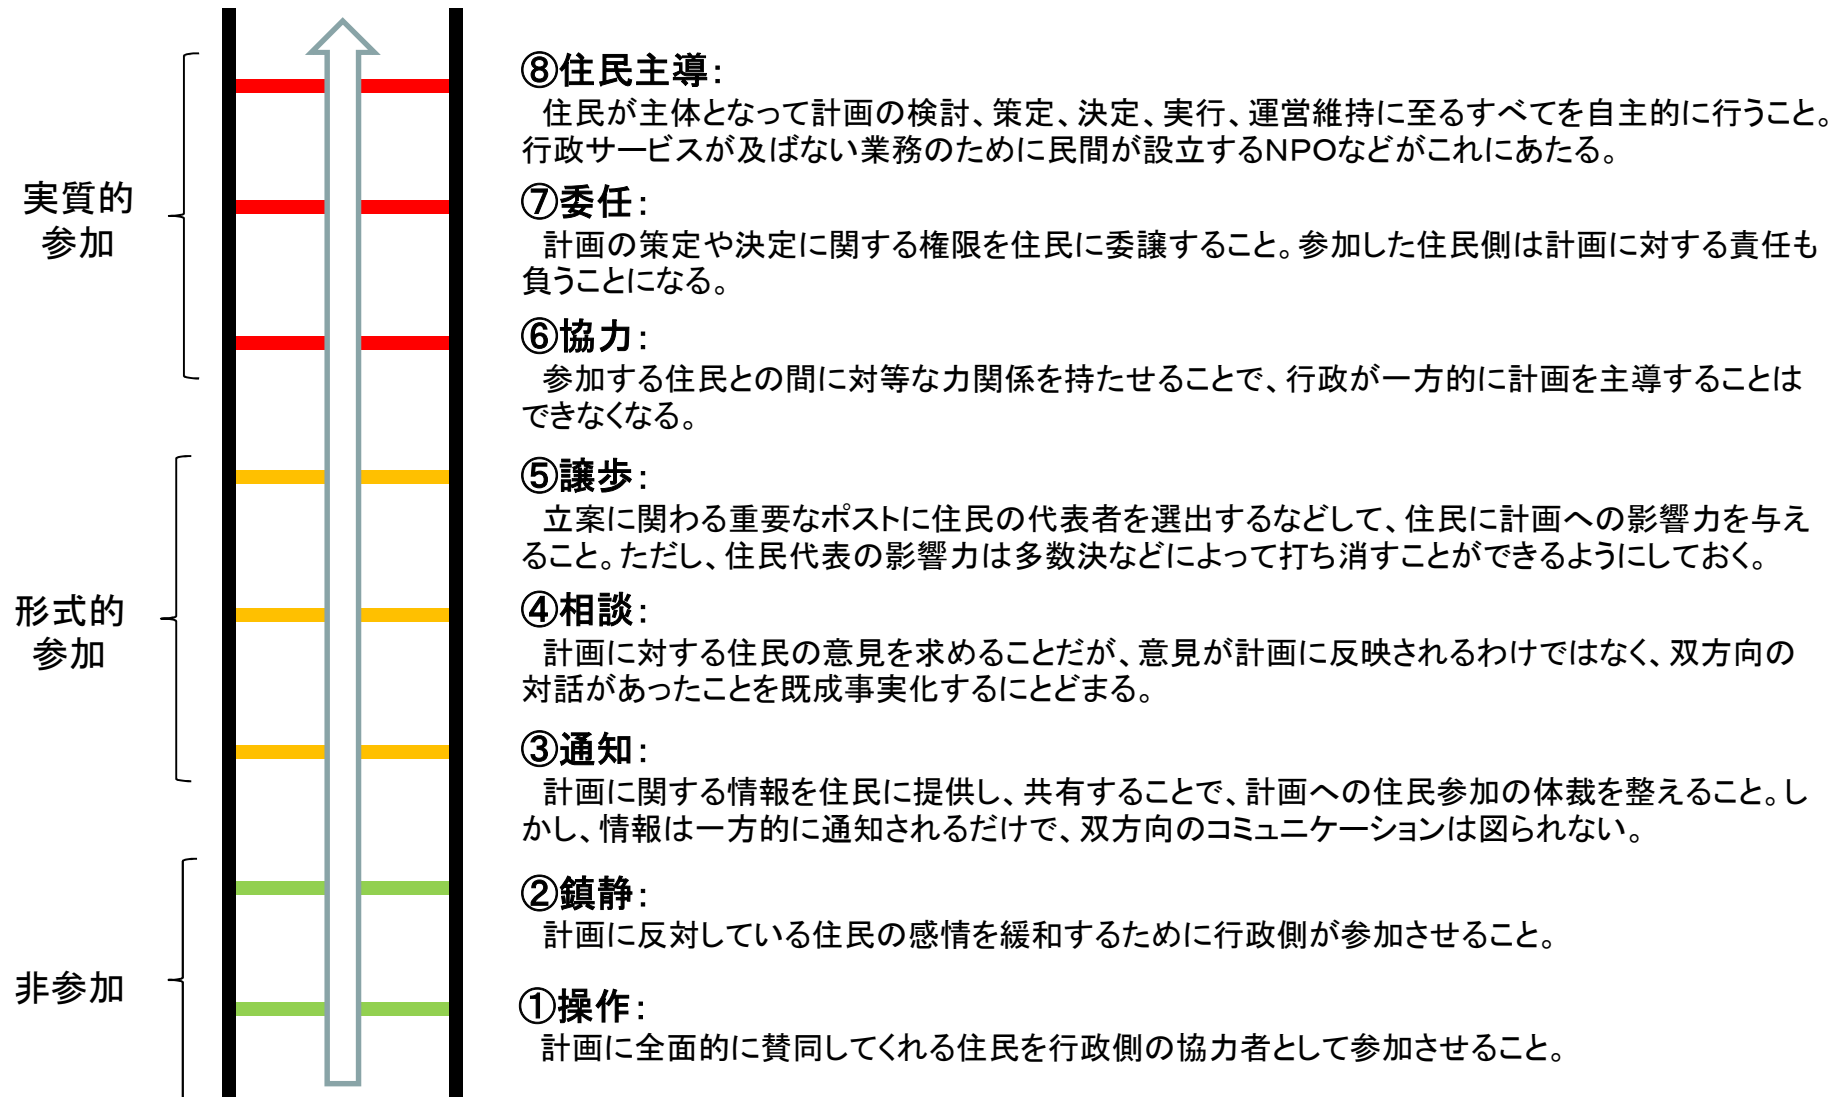 ⑧住民主導：
住民が主体となって計画の検討、策定、決定、実行、運営維持に至るすべてを自主的に行うこと。
行政サービスが及ばない業務のために民間が設立するNPOなどがこれにあたる。
実質的
参加
⑦委任：
計画の策定や決定に関する権限を住民に委譲すること。参加した住民側は計画に対する責任も
負うことになる。
⑥協力：
参加する住民との間に対等な力関係を持たせることで、行政が一方的に計画を主導することは
できなくなる。
⑤譲歩：
立案に関わる重要なポストに住民の代表者を選出するなどして、住民に計画への影響力を与え
ること。ただし、住民代表の影響力は多数決などによって打ち消すことができるようにしておく。
形式的
参加
④相談：
計画に対する住民の意見を求めることだが、意見が計画に反映されるわけではなく、双方向の
対話があったことを既成事実化するにとどまる。
③通知：
計画に関する情報を住民に提供し、共有することで、計画への住民参加の体裁を整えること。し
かし、情報は一方的に通知されるだけで、双方向のコミュニケーションは図られない。
②鎮静：
計画に反対している住民の感情を緩和するために行政側が参加させること。
非参加
①操作：
計画に全面的に賛同してくれる住民を行政側の協力者として参加させること。